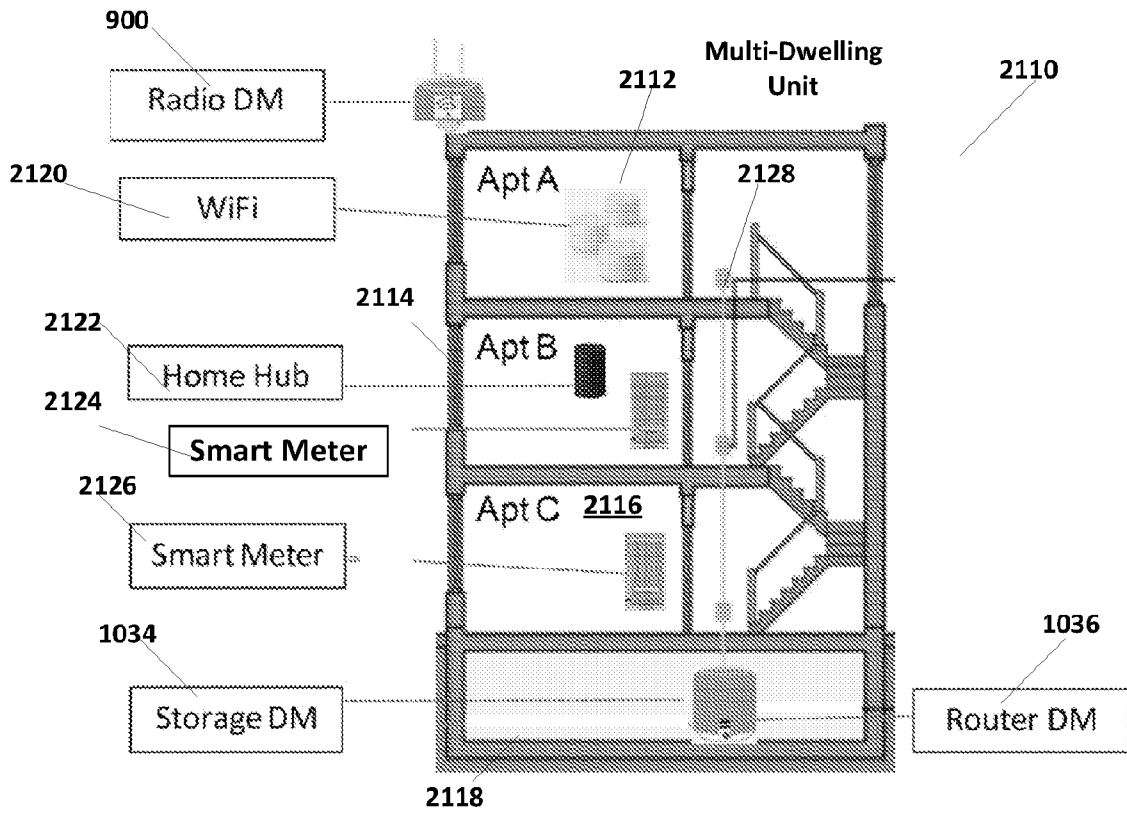 900
Multi-Dwelling
Unit
2110
Radio DM
2112
2120
WiFi
Apt A
2128
2114
2122
Home Hub
Apt B
2124
Smart Meter
2126
Apt C 2116
Smart Meter
1034
1036
Storage DM
Router DM
2118